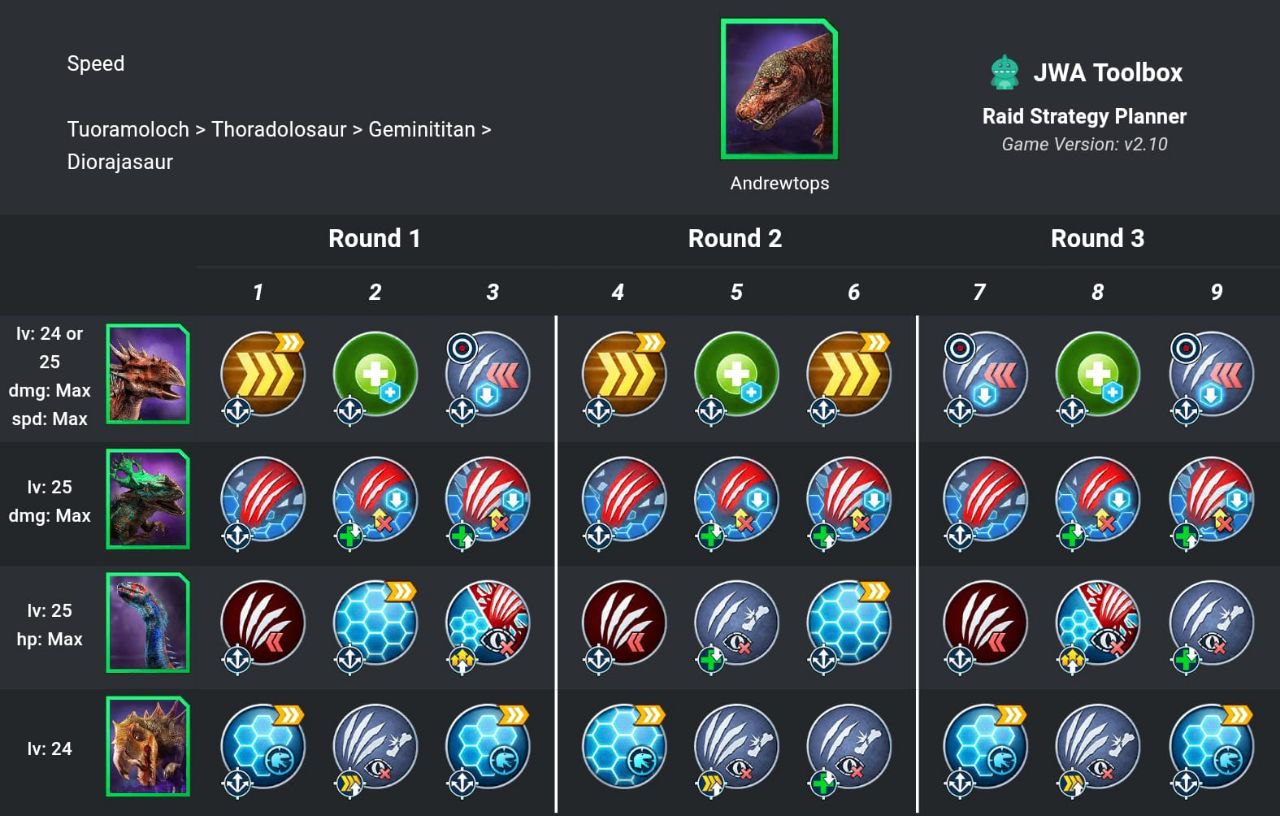 Speed
Tuoramoloch > Thoradolosaur > Geminititan >
Diorajasaur
Andrewtops
JWA Toolbox
Raid Strategy Planner
Game Version: v2.10
Round 1
Round 2
Round 3
1 2 3 4 5 6 7 8 9
lv: 24 or
25
dmg: Max
spd: Max
lv: 25
dmg: Max
lv: 25
hp: Max
lv: 24